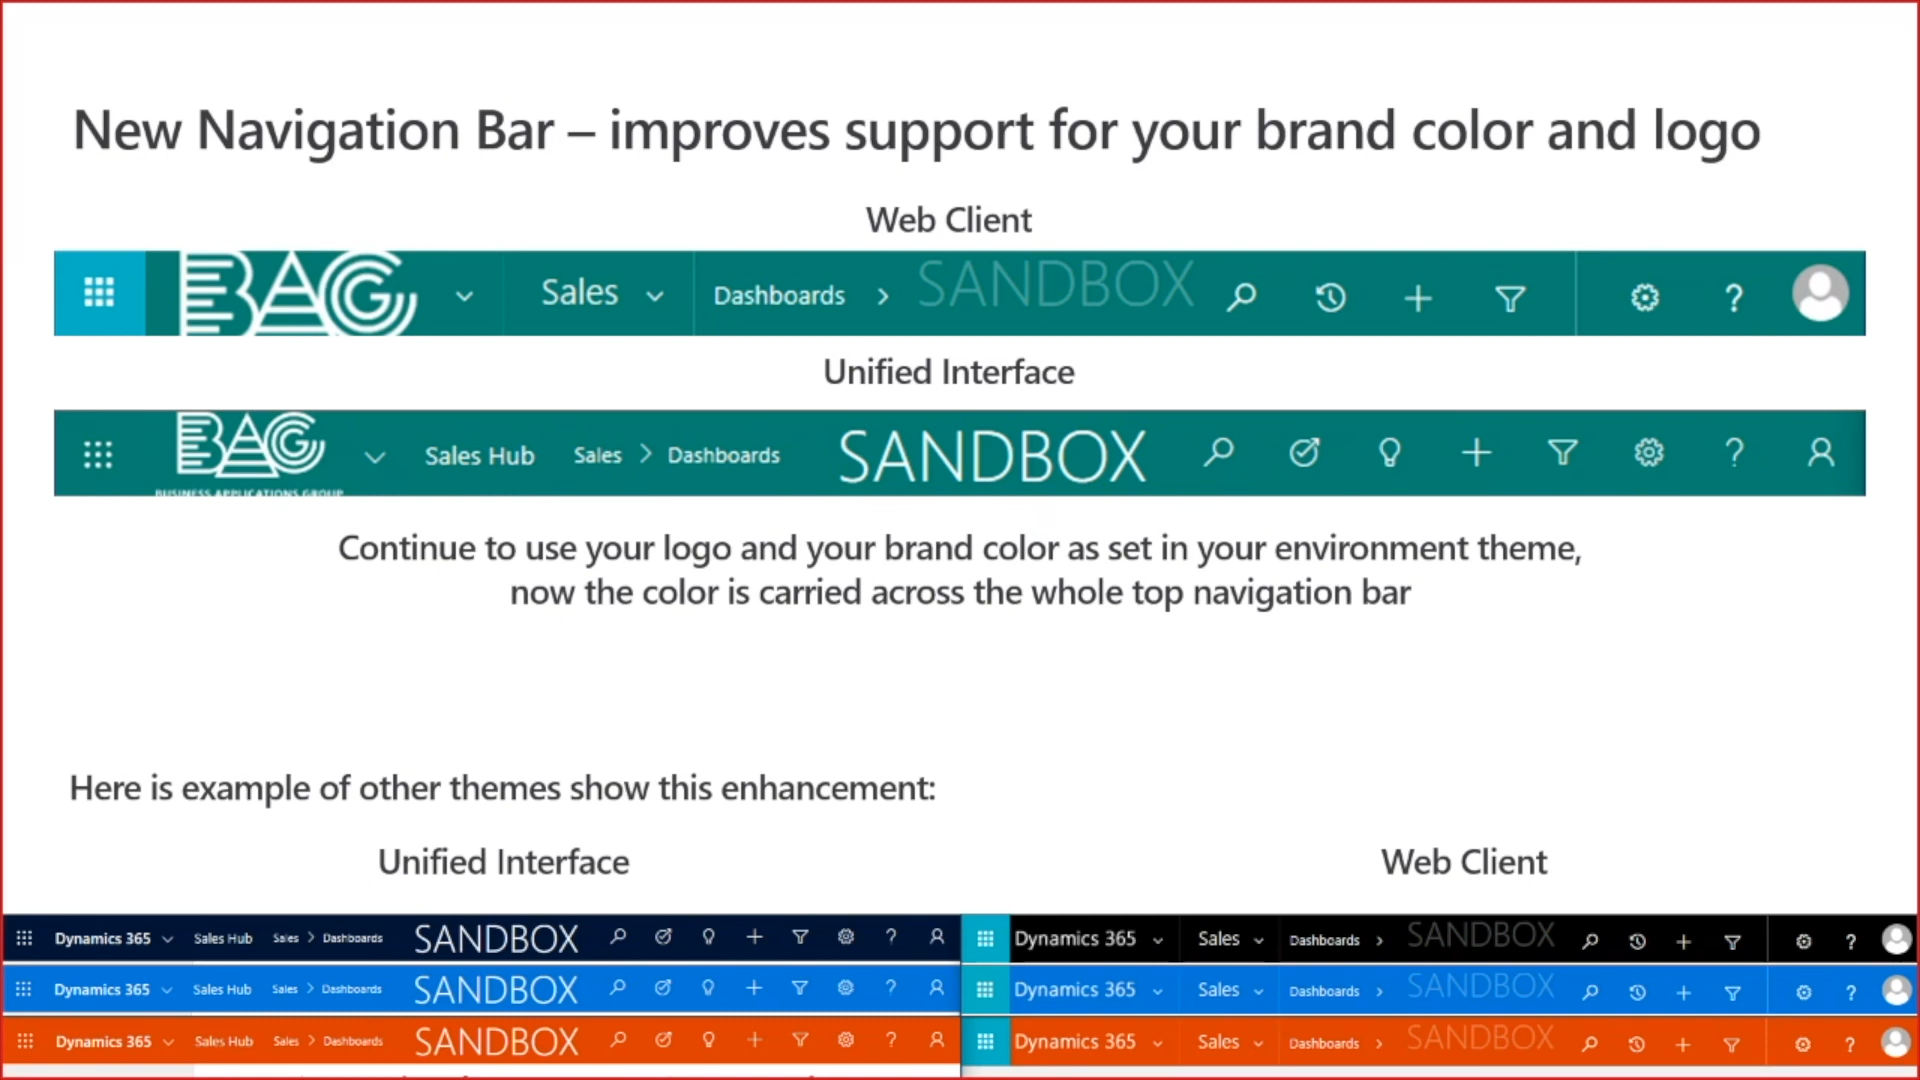 New Navigation Bar – improves support for your brand color and logo
Web Client
BAG Sales Dashboards > SANDBOX ?
Unified Interface
BAG Sales Hub Sales > Dashboards SANDBOX ?
BUSINESS APPLICATIONS GROUP
Continue to use your logo and your brand color as set in your environment theme,
now the color is carried across the whole top navigation bar
Here is example of other themes show this enhancement:
Unified Interface
Web Client
Dynamics 365 Sales Hub Sales > Dashboards SANDBOX ?
Dynamics 365 Sales Dashboards > SANDBOX ?
Dynamics 365 Sales Hub Sales > Dashboards SANDBOX ?
Dynamics 365 Sales Dashboards > SANDBOX ?
Dynamics 365 Sales Hub Sales > Dashboards SANDBOX ?
Dynamics 365 Sales Dashboards > SANDBOX ?